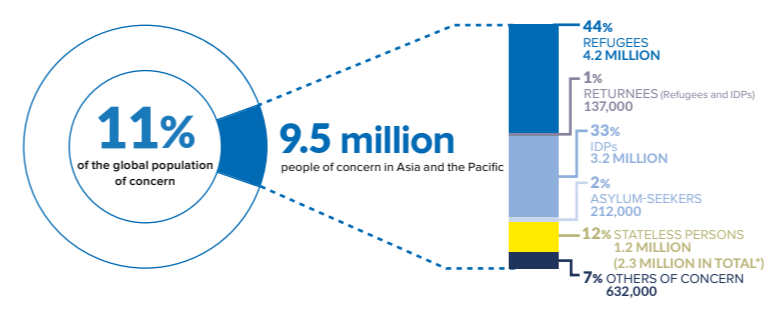 11%
of the global population
of concern
9.5 million
people of concern in Asia and the Pacific
44%
REFUGEES
4.2 MILLION
1%
RETURNEES (Refugees and IDPs)
137,000
33%
IDPs
3.2 MILLION
2%
ASYLUM-SEEKERS
212,000
12% STATELESS PERSONS
1.2 MILLION
(2.3 MILLION IN TOTAL*)
7% OTHERS OF CONCERN
632,000